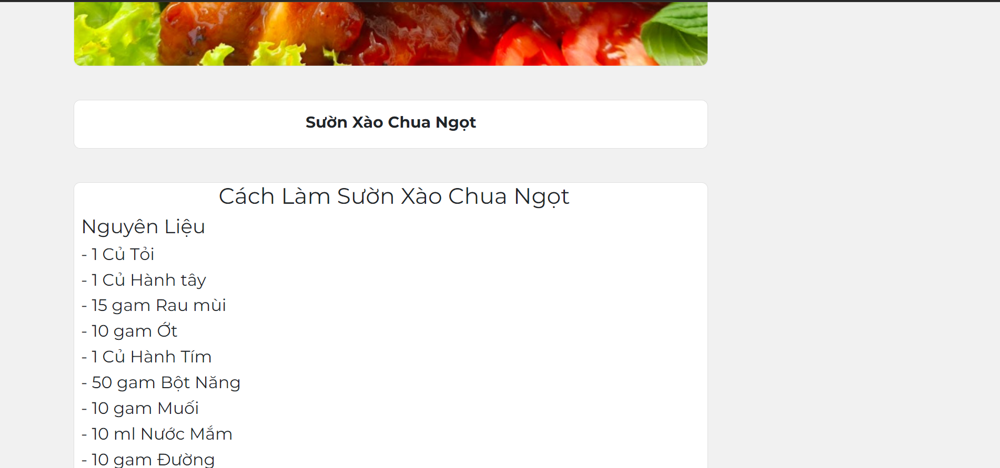 Sườn Xào Chua Ngọt
Cách Làm Sườn Xào Chua Ngọt
Nguyên Liệu
- 1 Củ Tỏi
- 1 Củ Hành tây
- 15 gam Rau mùi
- 10 gam Ớt
- 1 Củ Hành Tím
- 50 gam Bột Năng
- 10 gam Muối
- 10 ml Nước Mắm
- 10 gam Đường